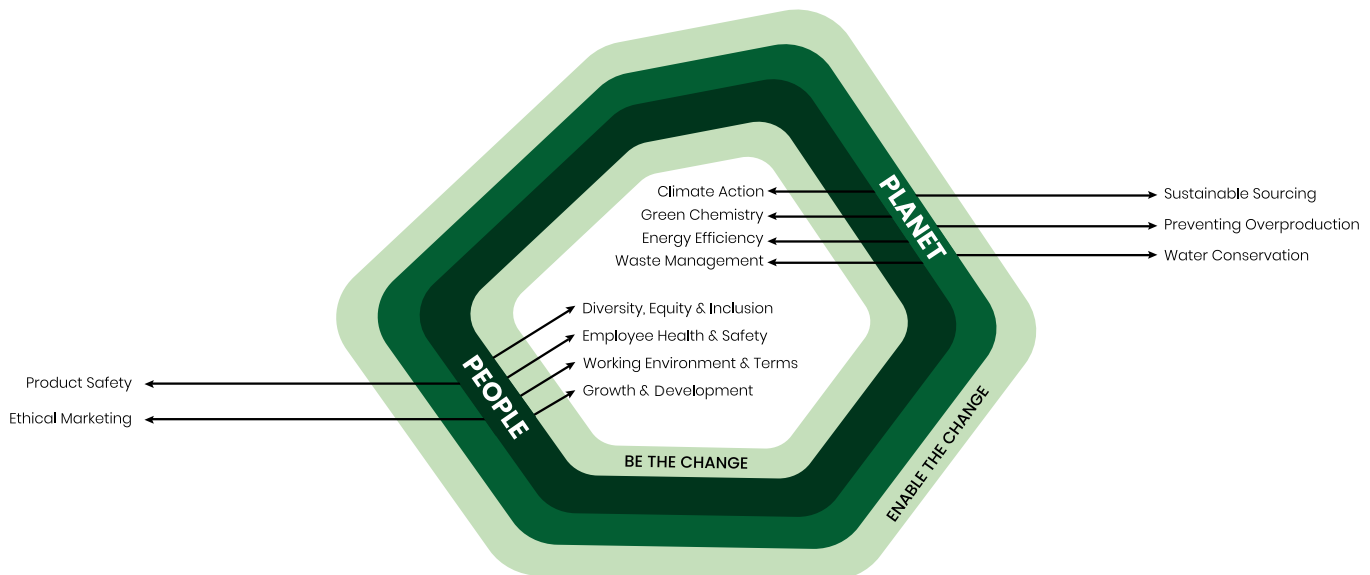 PLANET
Climate Action
Green Chemistry
Energy Efficiency
Waste Management
Sustainable Sourcing
Preventing Overproduction
Water Conservation
PEOPLE
Diversity, Equity & Inclusion
Employee Health & Safety
Working Environment & Terms
Growth & Development
Product Safety
Ethical Marketing
BE THE CHANGE
ENABLE THE CHANGE